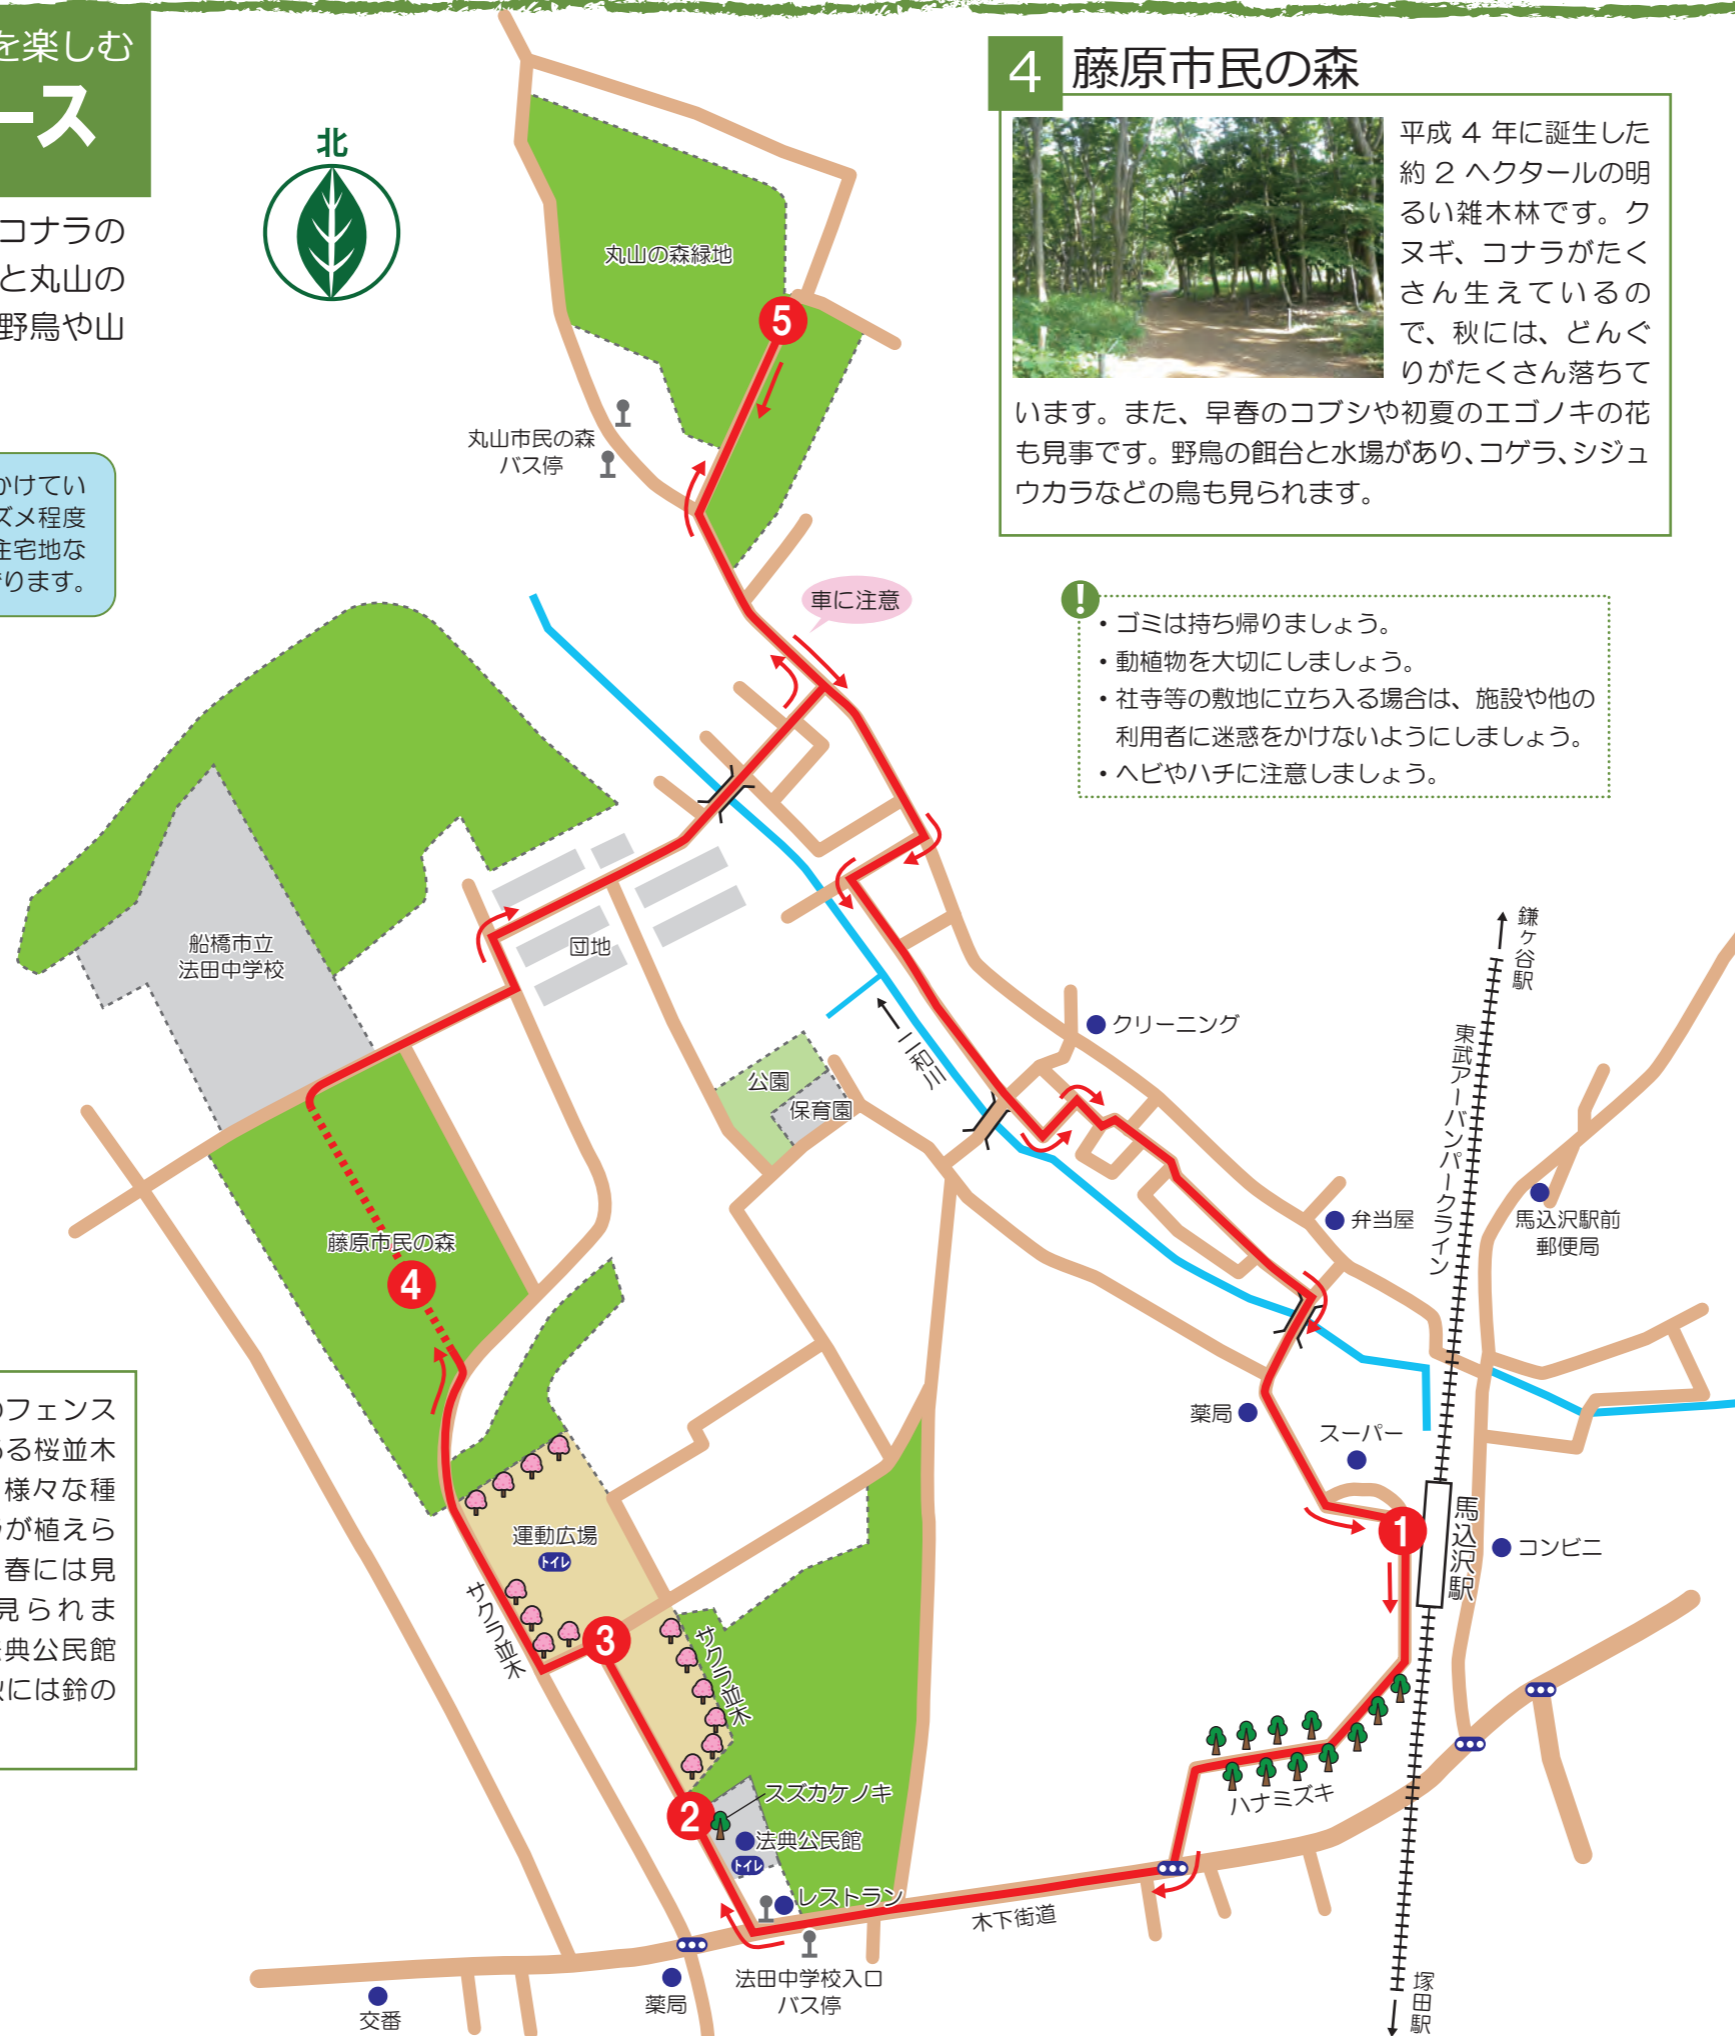 を楽しむ
ース
コナラの
と丸山の
野鳥や山
かけてい
ズメ程度
住宅地な
ります。
北
4 藤原市民の森
平成 4 年に誕生した
約 2 ヘクタールの明
るい雑木林です。ク
ヌギ、コナラがたく
さん生えているの
で、秋には、どんぐ
りがたくさん落ちて
います。また、早春のコブシや初夏のエゴノキの花
も見事です。野鳥の餌台と水場があり、コゲラ、シジュ
ウカラなどの鳥も見られます。
!
・ゴミは持ち帰りましょう。
・動植物を大切にしましょう。
・社寺等の敷地に立ち入る場合は、施設や他の
利用者に迷惑をかけないようにしましょう。
・ヘビやハチに注意しましょう。
丸山の森緑地
5
丸山市民の森
バス停
車に注意
船橋市立
法田中学校
団地
鎌ヶ谷駅
東武アーバンパークライン
クリーニング
二和川
公園
保育園
弁当屋
馬込沢駅前
郵便局
藤原市民の森
4
のフェンス
ある桜並木
様々な種
が植えら
春には見
見られま
典公民館
には鈴の
薬局
スーパー
1
馬込沢駅
コンビニ
運動広場
トイレ
サクラ並木
3
サクラ並木
ハナミズキ
2
スズカケノキ
法典公民館
トイレ
レストラン
木下街道
法田中学校入口
バス停
薬局
交番
塚田駅